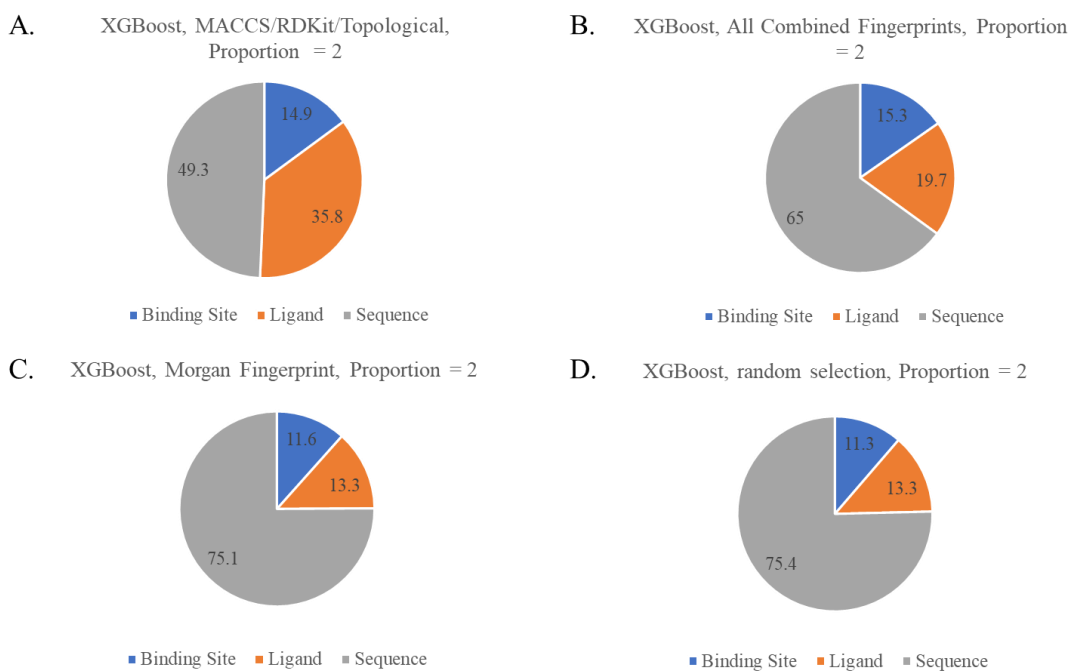 A.
XGBoost, MACCS/RDKit/Topological,
Proportion = 2
14.9
49.3
35.8
Binding Site Ligand Sequence
B.
XGBoost, All Combined Fingerprints, Proportion
= 2
15.3
19.7
65
Binding Site Ligand Sequence
C.
XGBoost, Morgan Fingerprint, Proportion = 2
11.6
13.3
75.1
Binding Site Ligand Sequence
D.
XGBoost, random selection, Proportion = 2
11.3
13.3
75.4
Binding Site Ligand Sequence